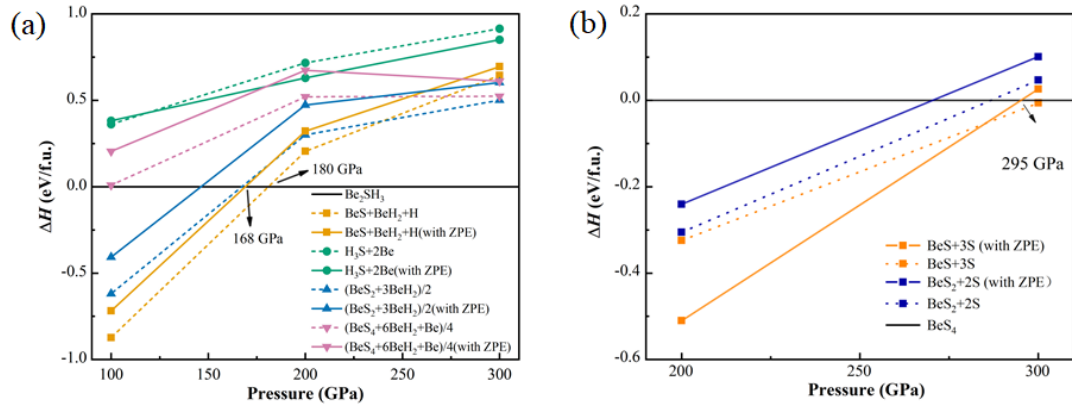 (a)
1.0
0.5
0.0
-0.5
-1.0
ΔH (eV/f.u.)
180 GPa
168 GPa
Be₂SH₃
BeS+BeH₂+H
BeS+BeH₂+H(with ZPE)
H₃S+2Be
H₃S+2Be(with ZPE)
(BeS₂+3BeH₂)/2
(BeS₂+3BeH₂)/2(with ZPE)
(BeS₄+6BeH₂+Be)/4
(BeS₄+6BeH₂+Be)/4(with ZPE)
100 150 200 250 300
Pressure (GPa)
(b)
0.2
0.0
-0.2
-0.4
-0.6
ΔH (eV/f.u.)
295 GPa
BeS+3S (with ZPE)
BeS+3S
BeS₂+2S (with ZPE)
BeS₂+2S
BeS₄
200 250 300
Pressure (GPa)